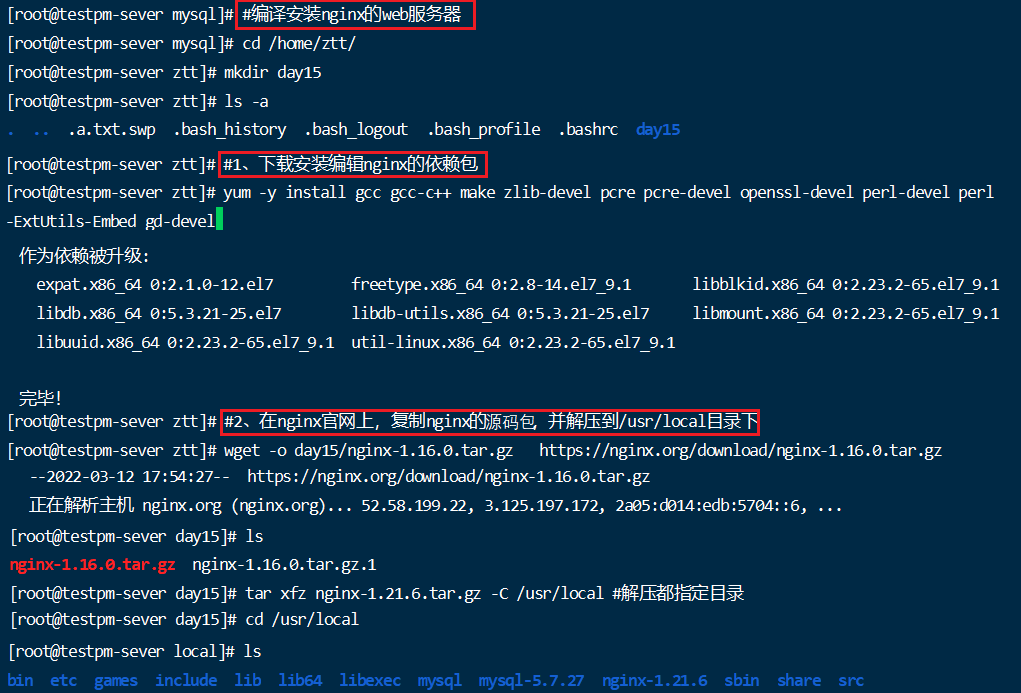 [root@testpm-sever mysql]# #编译安装nginx的web服务器
[root@testpm-sever mysql]# cd /home/ztt/
[root@testpm-sever ztt]# mkdir day15
[root@testpm-sever ztt]# ls -a
. .. .a.txt.swp .bash_history .bash_logout .bash_profile .bashrc day15
[root@testpm-sever ztt]# #1、下载安装编辑nginx的依赖包
[root@testpm-sever ztt]# yum -y install gcc gcc-c++ make zlib-devel pcre pcre-devel openssl-devel perl-devel perl
-ExtUtils-Embed gd-devel
作为依赖被升级:
expat.x86_64 0:2.1.0-12.el7 freetype.x86_64 0:2.8-14.el7_9.1 libblkid.x86_64 0:2.23.2-65.el7_9.1
libdb.x86_64 0:5.3.21-25.el7 libdb-utils.x86_64 0:5.3.21-25.el7 libmount.x86_64 0:2.23.2-65.el7_9.1
libuuid.x86_64 0:2.23.2-65.el7_9.1 util-linux.x86_64 0:2.23.2-65.el7_9.1
完毕!
[root@testpm-sever ztt]# #2、在nginx官网上，复制nginx的源码包，并解压到/usr/local目录下
[root@testpm-sever ztt]# wget -o day15/nginx-1.16.0.tar.gz https://nginx.org/download/nginx-1.16.0.tar.gz
--2022-03-12 17:54:27-- https://nginx.org/download/nginx-1.16.0.tar.gz
正在解析主机 nginx.org (nginx.org)... 52.58.199.22, 3.125.197.172, 2a05:d014:edb:5704::6, ...
[root@testpm-sever day15]# ls
nginx-1.16.0.tar.gz nginx-1.16.0.tar.gz.1
[root@testpm-sever day15]# tar xfz nginx-1.21.6.tar.gz -C /usr/local #解压都指定目录
[root@testpm-sever day15]# cd /usr/local
[root@testpm-sever local]# ls
bin etc games include lib lib64 libexec mysql mysql-5.7.27 nginx-1.21.6 sbin share src